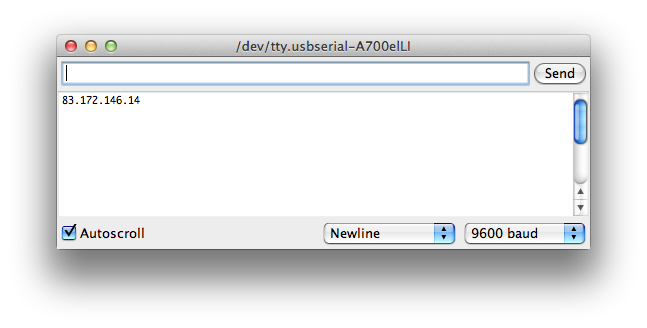 /dev/tty.usbserial-A700elLI
Send
83.172.146.14
Autoscroll
Newline
9600 baud